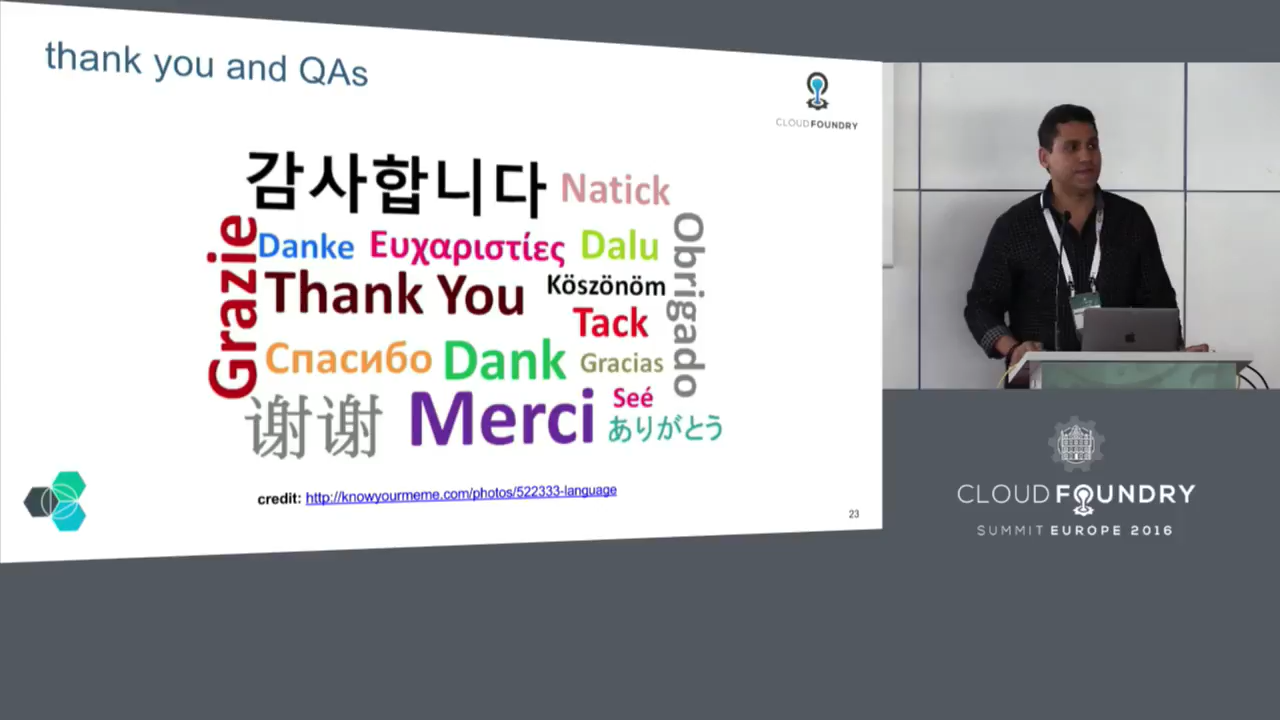 thank you and QAs
CLOUDFOUNDRY
감사합니다
Natick
Grazie
Danke
Ευχαριστίες
Dalu
Obrigado
Thank You
Köszönöm
Tack
Спасибо
Dank
Gracias
谢谢
Merci
Seé
ありがとう
credit: http://knowyourmeme.com/photos/522333-language
23
CLOUD FOUNDRY
SUMMIT EUROPE 2016